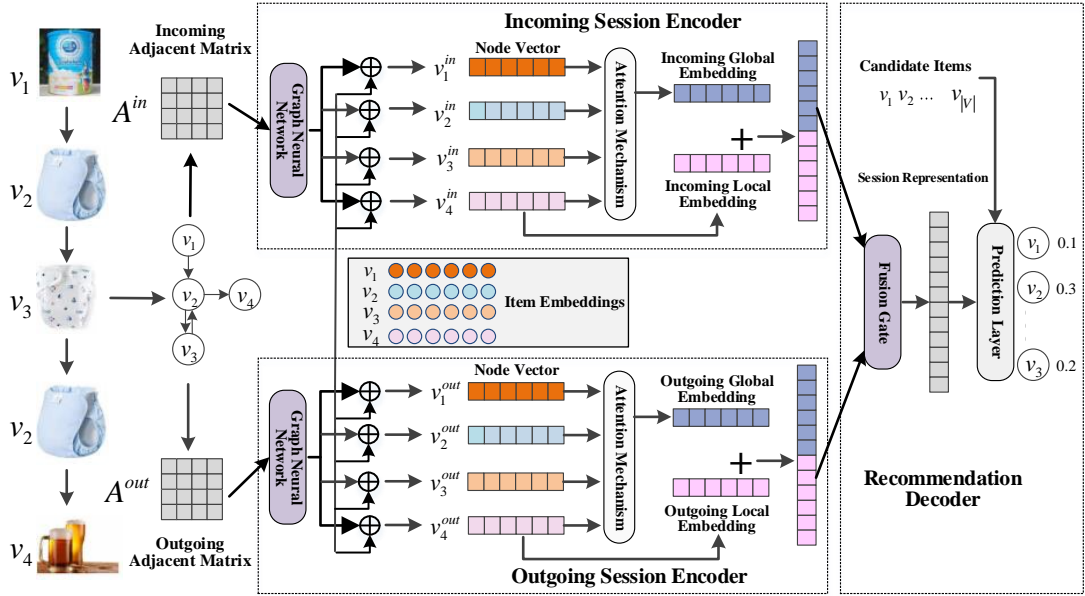 v1
v2
v3
v2
v4
Incoming
Adjacent Matrix
A^in
v1
v2
v4
v3
A^out
Outgoing
Adjacent Matrix
Incoming Session Encoder
Graph Neural
Network
v1^in
v2^in
v3^in
v4^in
Node Vector
Attention Mechanism
Incoming Global
Embedding
+
Incoming Local
Embedding
v1
v2
v3
v4
Item Embeddings
Graph Neural
Network
v1^out
v2^out
v3^out
v4^out
Node Vector
Attention Mechanism
Outgoing Global
Embedding
+
Outgoing Local
Embedding
Outgoing Session Encoder
Candidate Items
v1 v2 ... v|V|
Session Representation
Fusion Gate
Prediction Layer
v1 0.1
v2 0.3
v3 0.2
Recommendation
Decoder